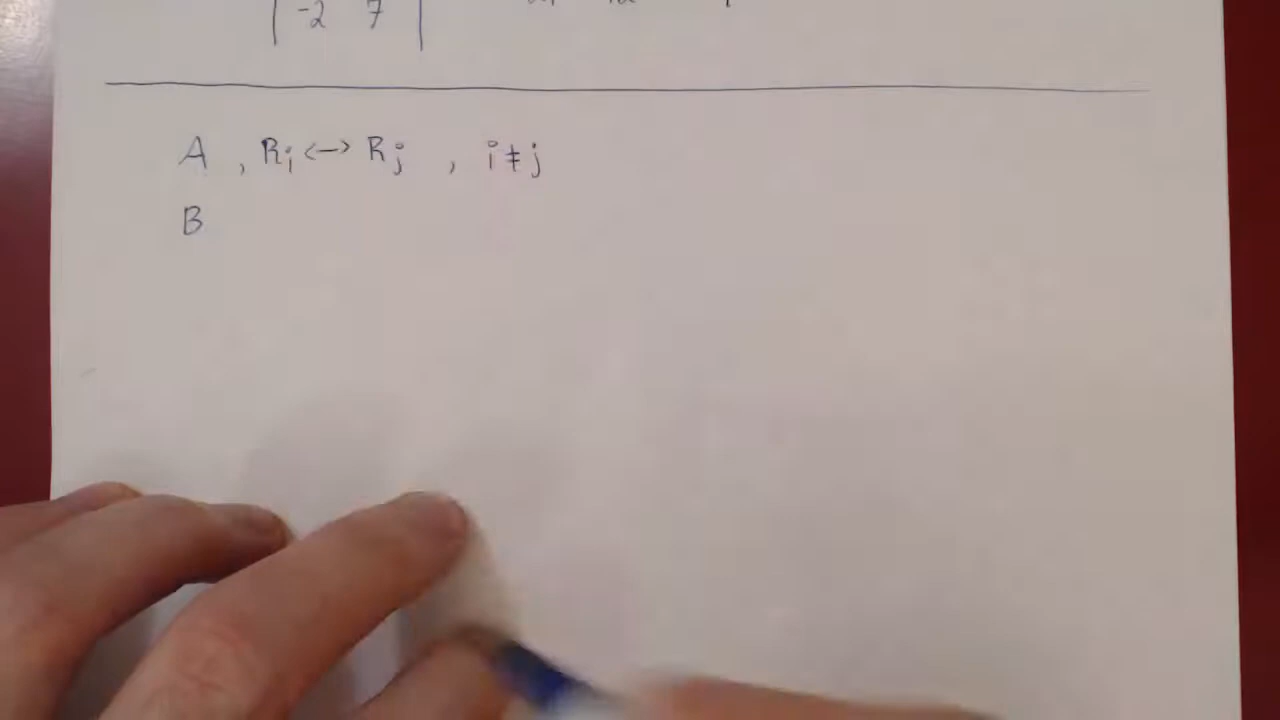 | -2 7 |
A , Ri <-> Rj , i ≠ j
B